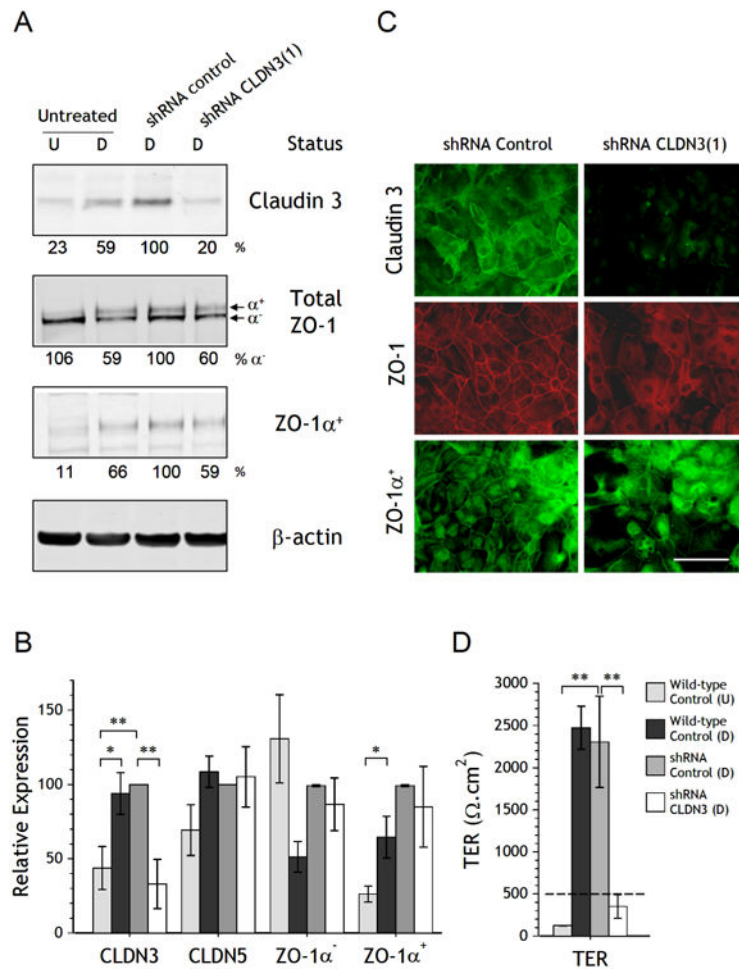 A
Untreated
shRNA control
shRNA CLDN3(1)
U D D D Status
Claudin 3
23 59 100 20 %
Total
ZO-1
α⁺
α⁻
106 59 100 60 % α⁻
ZO-1α⁺
11 66 100 59 %
β-actin
C
shRNA Control shRNA CLDN3(1)
Claudin 3
ZO-1
ZO-1α⁺
B
Relative Expression
150
100
50
0
** * **
*
CLDN3 CLDN5 ZO-1α⁻ ZO-1α⁺
D
TER (Ω.cm²)
3000
2500
2000
1500
1000
500
0
** **
TER
Wild-type
Control (U)
Wild-type
Control (D)
shRNA
Control (D)
shRNA
CLDN3 (D)